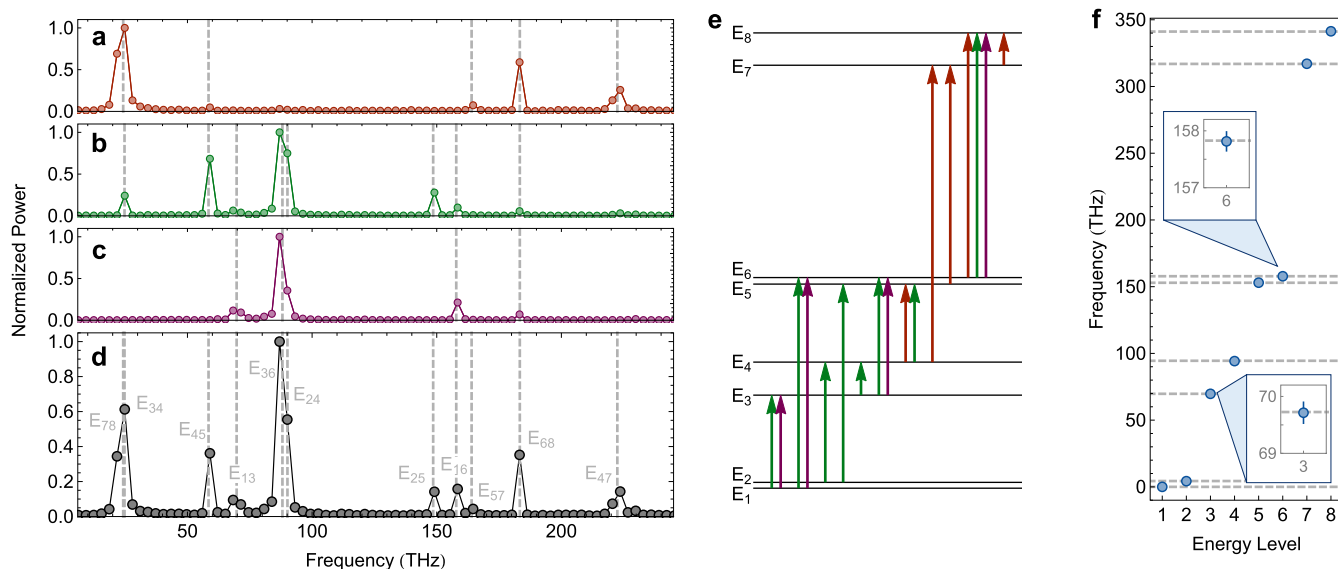 a
1.0
0.5
0.0
b
1.0
0.5
0.0
c
1.0
0.5
0.0
d
1.0
0.8
0.6
0.4
0.2
0.0
Normalized Power
E78
E34
E45
E13
E36
E24
E25
E16
E57
E68
E47
50
100
150
200
Frequency (THz)
e
E8
E7
E6
E5
E4
E3
E2
E1
f
350
300
250
200
150
100
50
0
Frequency (THz)
158
157
6
70
69
3
1 2 3 4 5 6 7 8
Energy Level